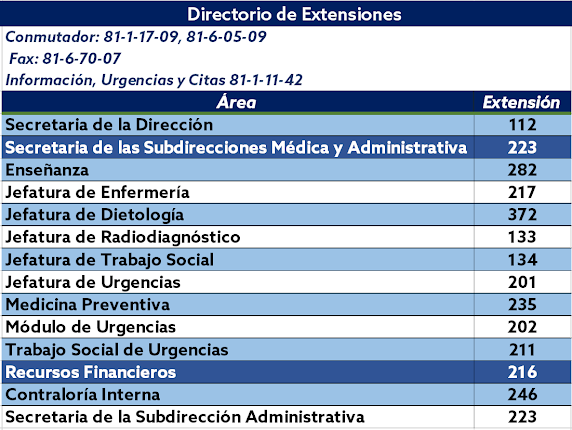 Directorio de Extensiones
Conmutador: 81-1-17-09, 81-6-05-09
Fax: 81-6-70-07
Información, Urgencias y Citas 81-1-11-42
Área Extensión
Secretaria de la Dirección 112
Secretaria de las Subdirecciones Médica y Administrativa 223
Enseñanza 282
Jefatura de Enfermería 217
Jefatura de Dietología 372
Jefatura de Radiodiagnóstico 133
Jefatura de Trabajo Social 134
Jefatura de Urgencias 201
Medicina Preventiva 235
Módulo de Urgencias 202
Trabajo Social de Urgencias 211
Recursos Financieros 216
Contraloría Interna 246
Secretaria de la Subdirección Administrativa 223